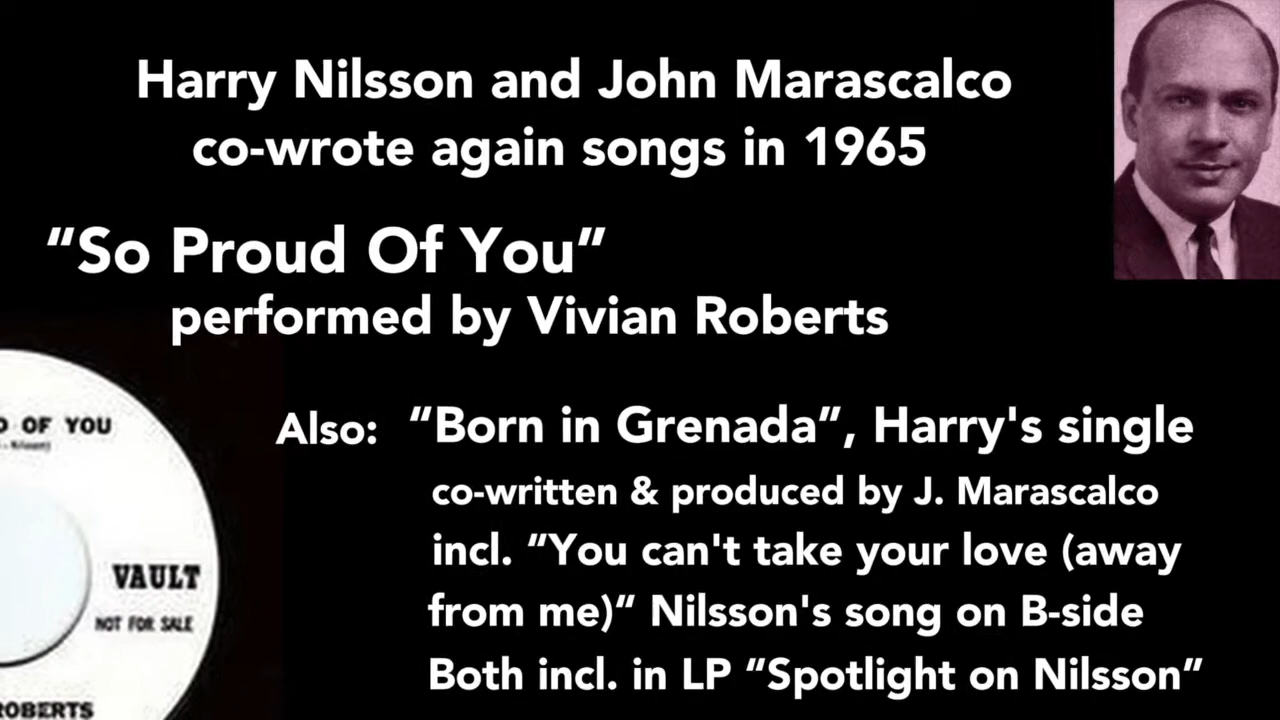 Harry Nilsson and John Marascalco
co-wrote again songs in 1965
“So Proud Of You”
performed by Vivian Roberts
OF YOU
Also: “Born in Grenada”, Harry's single
co-written & produced by J. Marascalco
incl. “You can't take your love (away
from me)“ Nilsson's song on B-side
Both incl. in LP “Spotlight on Nilsson”
VAULT
NOT FOR SALE
ROBERTS